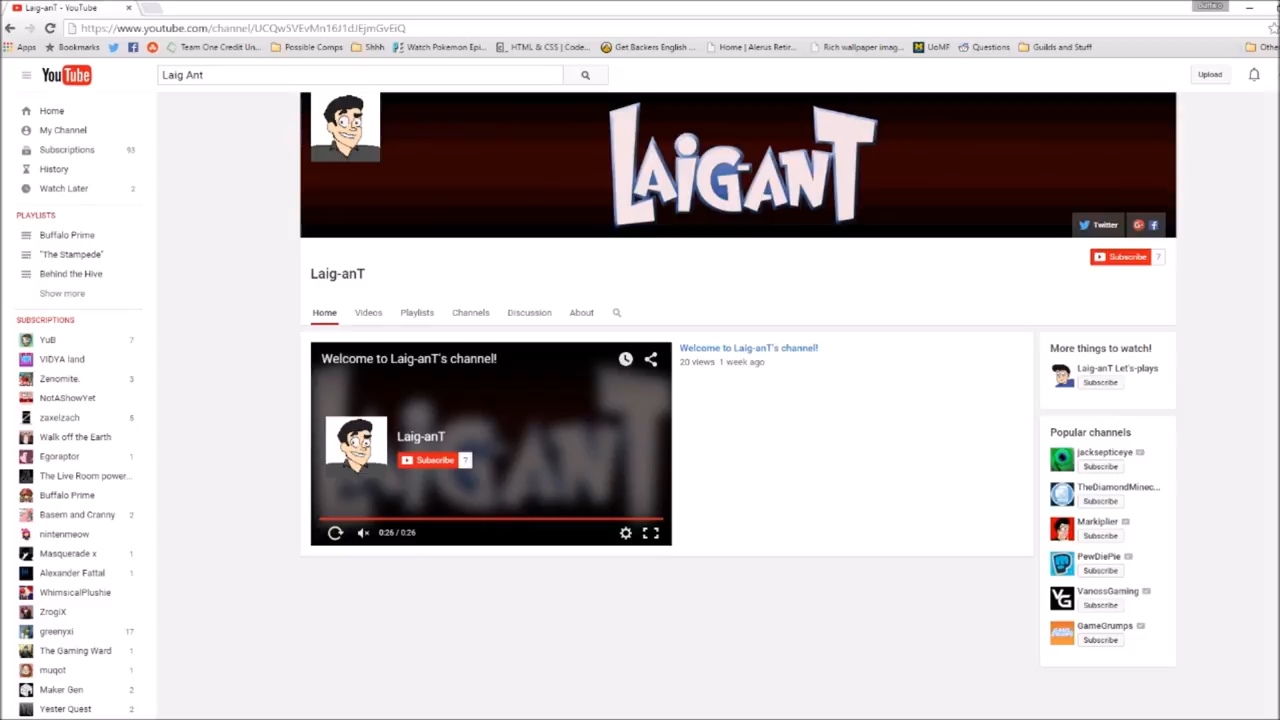 Laig-anT - YouTube
https://www.youtube.com/channel/UCQwSVEvMn16J1dJEjmGvEiQ
Apps Bookmarks Team One Credit Un... Possible Comps Shhh Watch Pokemon Epi... HTML & CSS (Code... Get Backers English ... Home | Alerus Retir... Rich wallpaper imag... UoMF Questions Guilds and Stuff Othe
YouTube Laig Ant Upload
Home
My Channel
Subscriptions 93
History
Watch Later 2
PLAYLISTS
Buffalo Prime
"The Stampede"
Behind the Hive
Show more
SUBSCRIPTIONS
YuB 7
VIDYA land
Zenomite. 3
NotAShowYet
zaxelzach 5
Walk off the Earth
Egoraptor
The Live Room power...
Buffalo Prime
Basem and Cranny 2
nintenmeow
Masquerade x 1
Alexander Fattal 1
WhimsicalPlushie
ZrogiX
greenyxi 17
The Gaming Ward 1
muqot 1
Maker Gen 2
Yester Quest 2
LAiG-ANT
Twitter
Laig-anT
Subscribe 7
Home Videos Playlists Channels Discussion About
Welcome to Laig-anT's channel!
Laig-anT
Subscribe 7
0:26 / 0:26
Welcome to Laig-anT's channel!
20 views 1 week ago
More things to watch!
Laig-anT Let's-plays
Subscribe
Popular channels
jacksepticeye
Subscribe
TheDiamondMinec...
Subscribe
Markiplier
Subscribe
PewDiePie
Subscribe
VanossGaming
Subscribe
GameGrumps
Subscribe